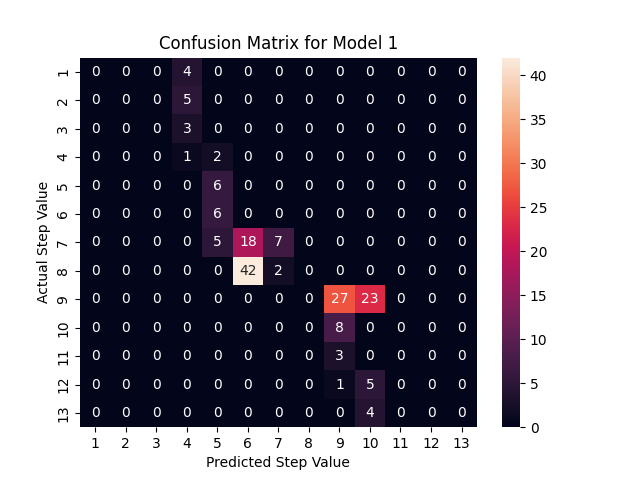 Confusion Matrix for Model 1
1 0 0 0 4 0 0 0 0 0 0 0 0 0
2 0 0 0 5 0 0 0 0 0 0 0 0 0
3 0 0 0 3 0 0 0 0 0 0 0 0 0
4 0 0 0 1 2 0 0 0 0 0 0 0 0
5 0 0 0 0 6 0 0 0 0 0 0 0 0
6 0 0 0 0 6 0 0 0 0 0 0 0 0
7 0 0 0 0 5 18 7 0 0 0 0 0 0
8 0 0 0 0 0 42 2 0 0 0 0 0 0
9 0 0 0 0 0 0 0 0 27 23 0 0 0
10 0 0 0 0 0 0 0 0 8 0 0 0 0
11 0 0 0 0 0 0 0 0 3 0 0 0 0
12 0 0 0 0 0 0 0 0 1 5 0 0 0
13 0 0 0 0 0 0 0 0 0 4 0 0 0
1 2 3 4 5 6 7 8 9 10 11 12 13
Predicted Step Value
Actual Step Value
40
35
30
25
20
15
10
5
0